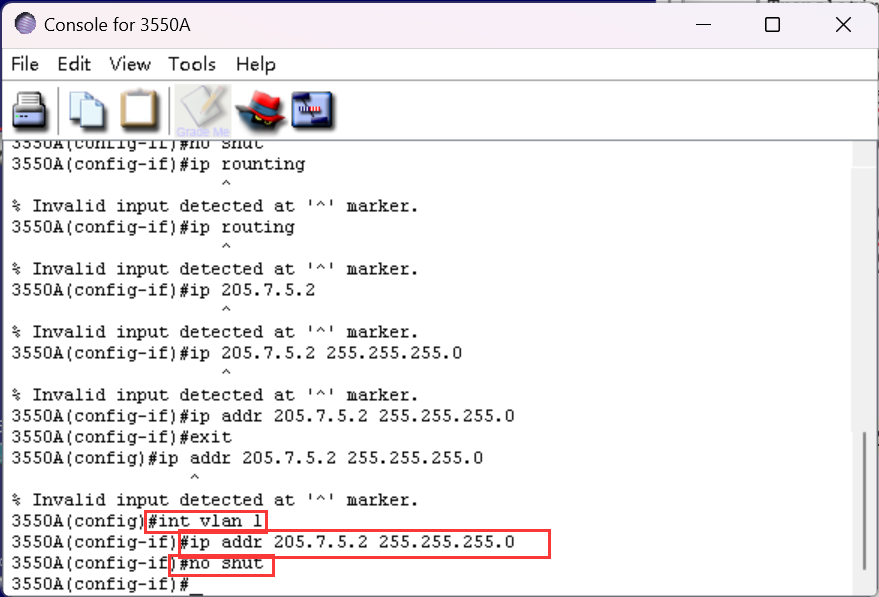 Console for 3550A
File Edit View Tools Help
Grade Me
3550A(config-if)#no shut
3550A(config-if)#ip rounting
^
% Invalid input detected at '^' marker.
3550A(config-if)#ip routing
^
% Invalid input detected at '^' marker.
3550A(config-if)#ip 205.7.5.2
^
% Invalid input detected at '^' marker.
3550A(config-if)#ip 205.7.5.2 255.255.255.0
^
% Invalid input detected at '^' marker.
3550A(config-if)#ip addr 205.7.5.2 255.255.255.0
3550A(config-if)#exit
3550A(config)#ip addr 205.7.5.2 255.255.255.0
^
% Invalid input detected at '^' marker.
3550A(config)#int vlan 1
3550A(config-if)#ip addr 205.7.5.2 255.255.255.0
3550A(config-if)#no shut
3550A(config-if)#_